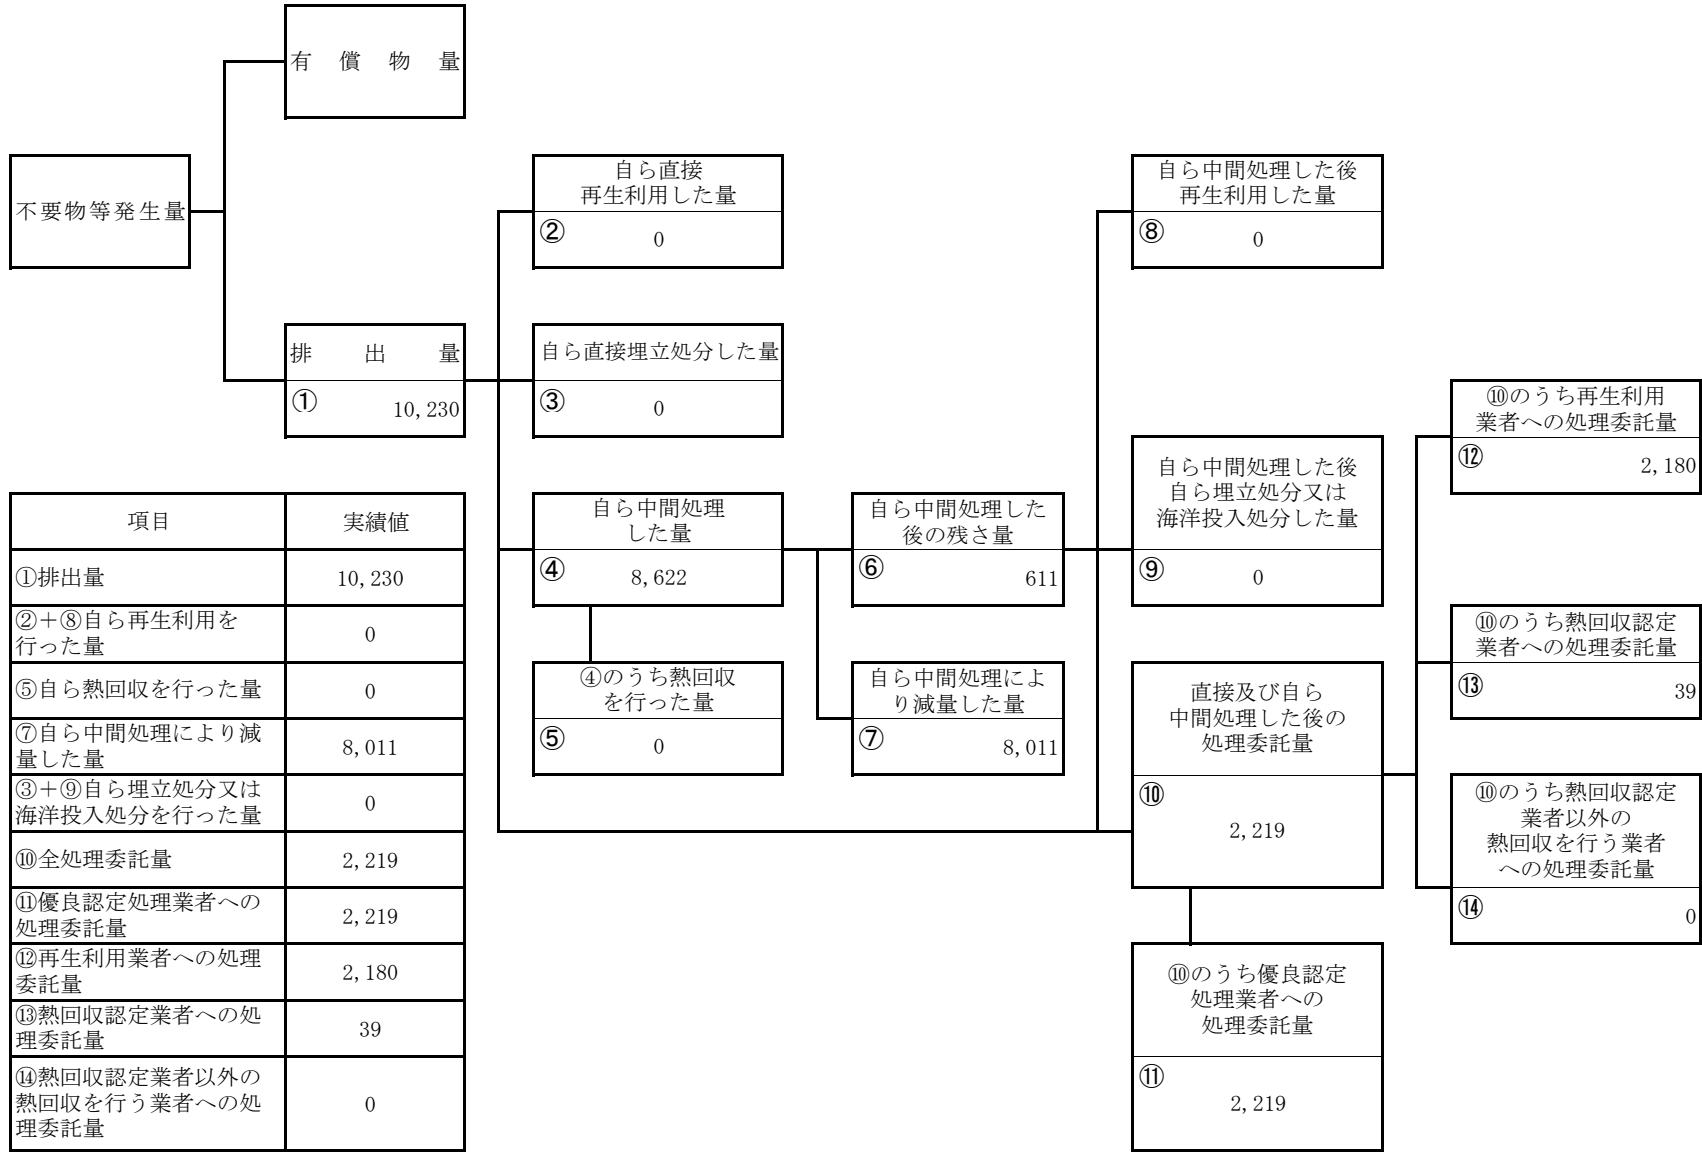 有償物量
不要物等発生量
排出量
① 10,230
自ら直接
再生利用した量
② 0
自ら直接埋立処分した量
③ 0
自ら中間処理
した量
④ 8,622
④のうち熱回収
を行った量
⑤ 0
自ら中間処理した
後の残さ量
⑥ 611
自ら中間処理によ
り減量した量
⑦ 8,011
自ら中間処理した後
再生利用した量
⑧ 0
自ら中間処理した後
自ら埋立処分又は
海洋投入処分した量
⑨ 0
直接及び自ら
中間処理した後の
処理委託量
⑩
2,219
⑩のうち優良認定
処理業者への
処理委託量
⑪
2,219
⑩のうち再生利用
業者への処理委託量
⑫ 2,180
⑩のうち熱回収認定
業者への処理委託量
⑬ 39
⑩のうち熱回収認定
業者以外の
熱回収を行う業者
への処理委託量
⑭ 0
項目 実績値
①排出量 10,230
②＋⑧自ら再生利用を
行った量 0
⑤自ら熱回収を行った量 0
⑦自ら中間処理により減
量した量 8,011
③＋⑨自ら埋立処分又は
海洋投入処分を行った量 0
⑩全処理委託量 2,219
⑪優良認定処理業者への
処理委託量 2,219
⑫再生利用業者への処理
委託量 2,180
⑬熱回収認定業者への処
理委託量 39
⑭熱回収認定業者以外の
熱回収を行う業者への処
理委託量 0